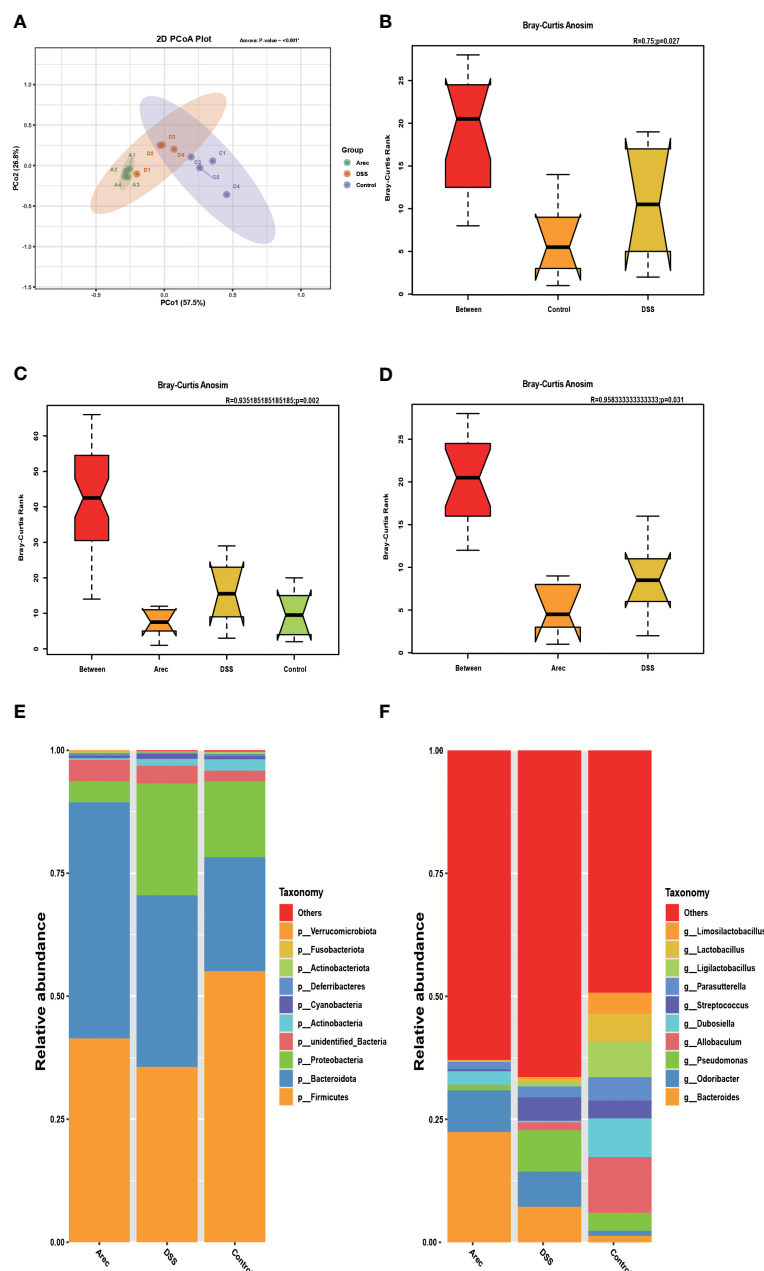 A
2D PCoA Plot
Amova: P-value = <0.001*
PCo2 (26.8%)
1.0
0.5
0.0
-0.5
-1.0
-1.5
A1
A2
A4
A3
D1
D2
D3
D4
C3
C1
C2
C4
-0.5
0.0
0.5
1.0
PCo1 (57.5%)
Group
Arec
DSS
Control
B
Bray-Curtis Anosim
R=0.75;p=0.027
Bray-Curtis Rank
25
20
15
10
5
0
Between
Control
DSS
C
Bray-Curtis Anosim
R=0.935185185185185;p=0.002
Bray-Curtis Rank
60
50
40
30
20
10
0
Between
Arec
DSS
Control
D
Bray-Curtis Anosim
R=0.958333333333333;p=0.031
Bray-Curtis Rank
25
20
15
10
5
0
Between
Arec
DSS
E
Relative abundance
1.00
0.75
0.50
0.25
0.00
Arec
DSS
Control
Taxonomy
Others
p__Verrucomicrobiota
p__Fusobacteriota
p__Actinobacteriota
p__Deferribacteres
p__Cyanobacteria
p__Actinobacteria
p__unidentified_Bacteria
p__Proteobacteria
p__Bacteroidota
p__Firmicutes
F
Relative abundance
1.00
0.75
0.50
0.25
0.00
Arec
DSS
Control
Taxonomy
Others
g__Limosilactobacillus
g__Lactobacillus
g__Ligilactobacillus
g__Parasutterella
g__Streptococcus
g__Dubosiella
g__Allobaculum
g__Pseudomonas
g__Odoribacter
g__Bacteroides